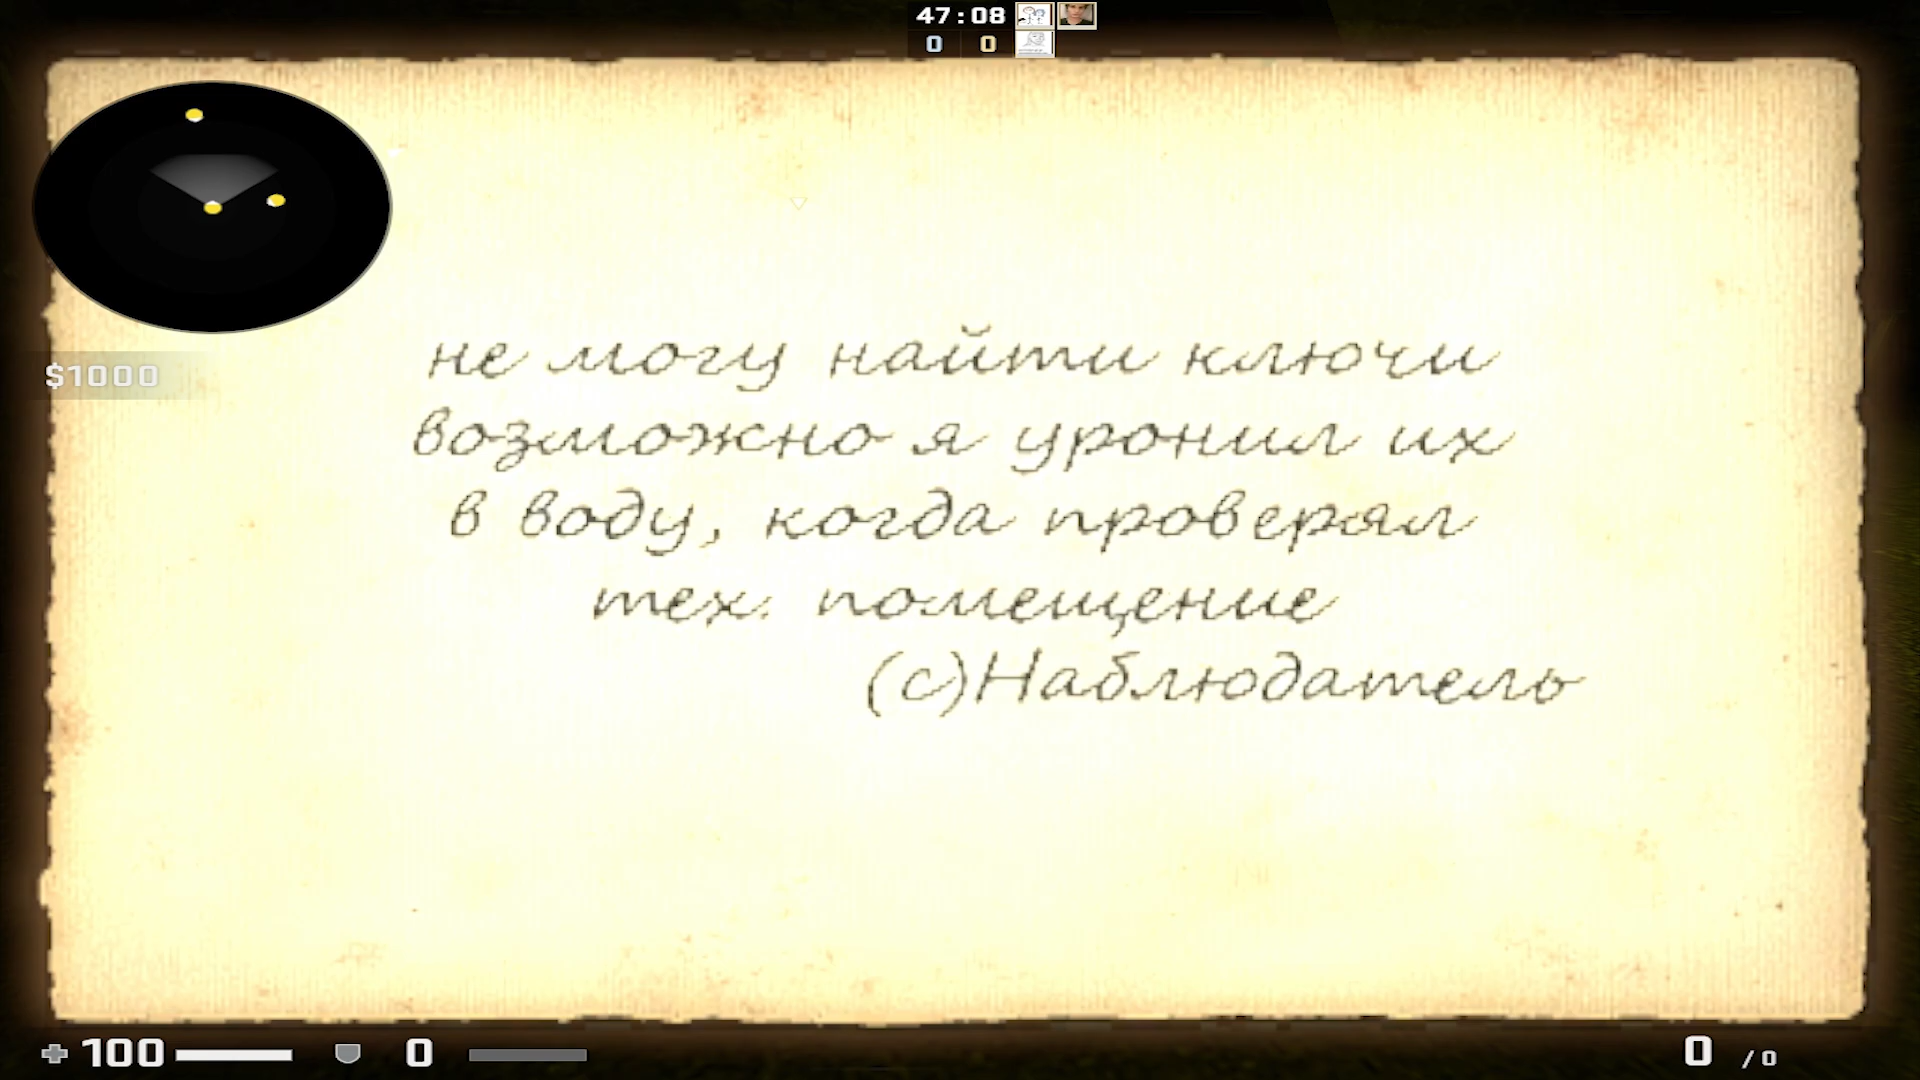 47:08
0 0
$1000
не могу найти ключи
возможно я уронил их
в воду, когда проверял
тех. помещение
(с)Наблюдатель
100 0 0 / 0